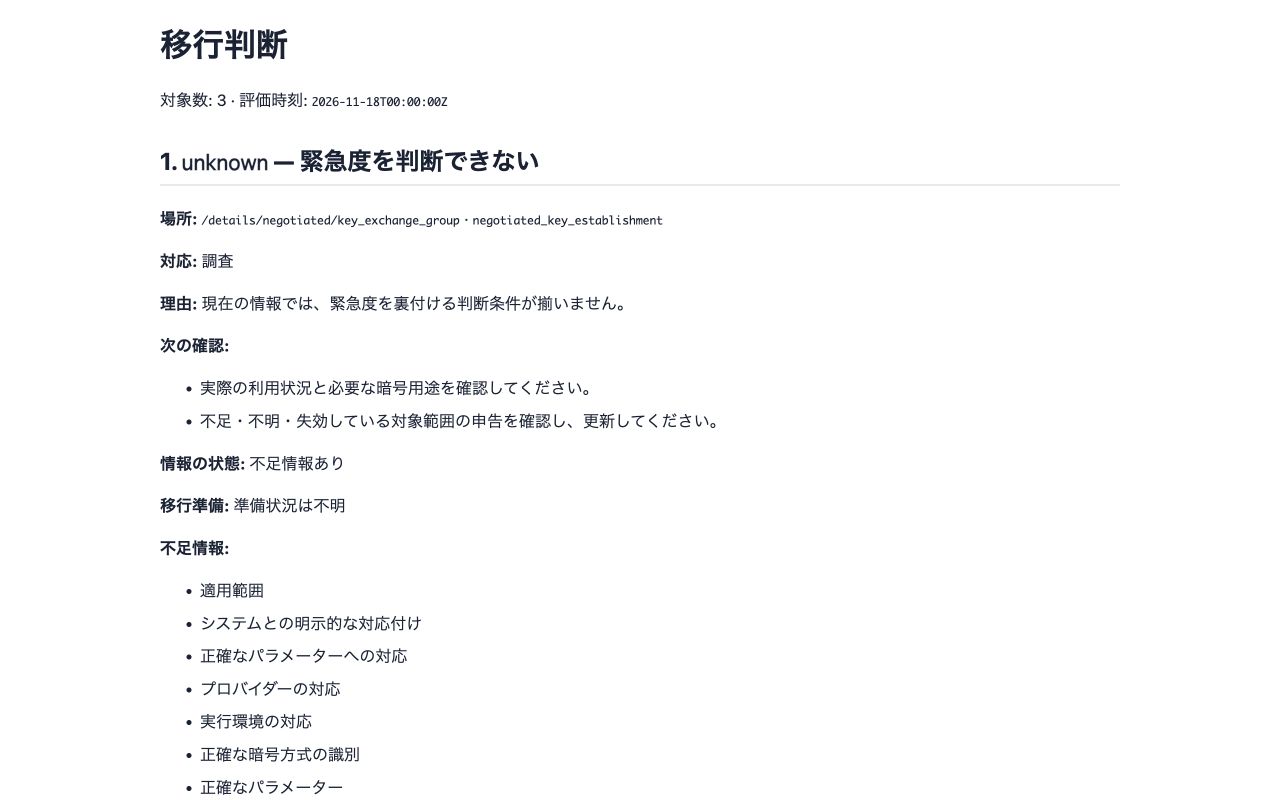 移行判断
対象数: 3 · 評価時刻: 2026-11-18T00:00:00Z
1. unknown — 緊急度を判断できない
場所: /details/negotiated/key_exchange_group · negotiated_key_establishment
対応: 調査
理由: 現在の情報では、緊急度を裏付ける判断条件が揃いません。
次の確認:
• 実際の利用状況と必要な暗号用途を確認してください。
• 不足・不明・失効している対象範囲の申告を確認し、更新してください。
情報の状態: 不足情報あり
移行準備: 準備状況は不明
不足情報:
• 適用範囲
• システムとの明示的な対応付け
• 正確なパラメーターへの対応
• プロバイダーの対応
• 実行環境の対応
• 正確な暗号方式の識別
• 正確なパラメーター